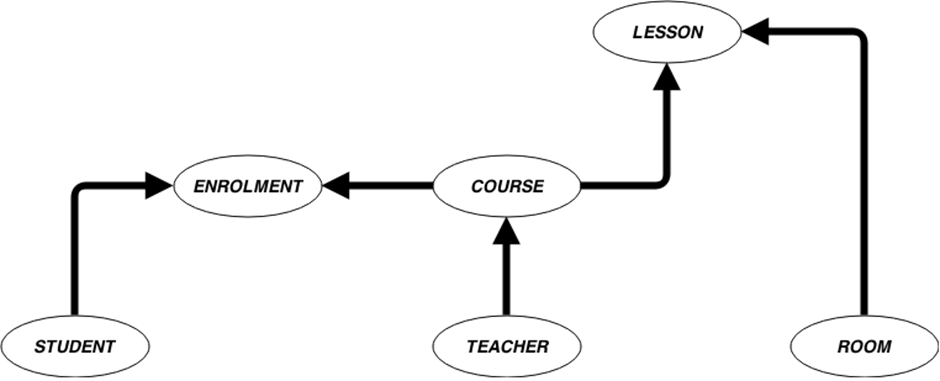 LESSON
ENROLMENT
COURSE
STUDENT
TEACHER
ROOM